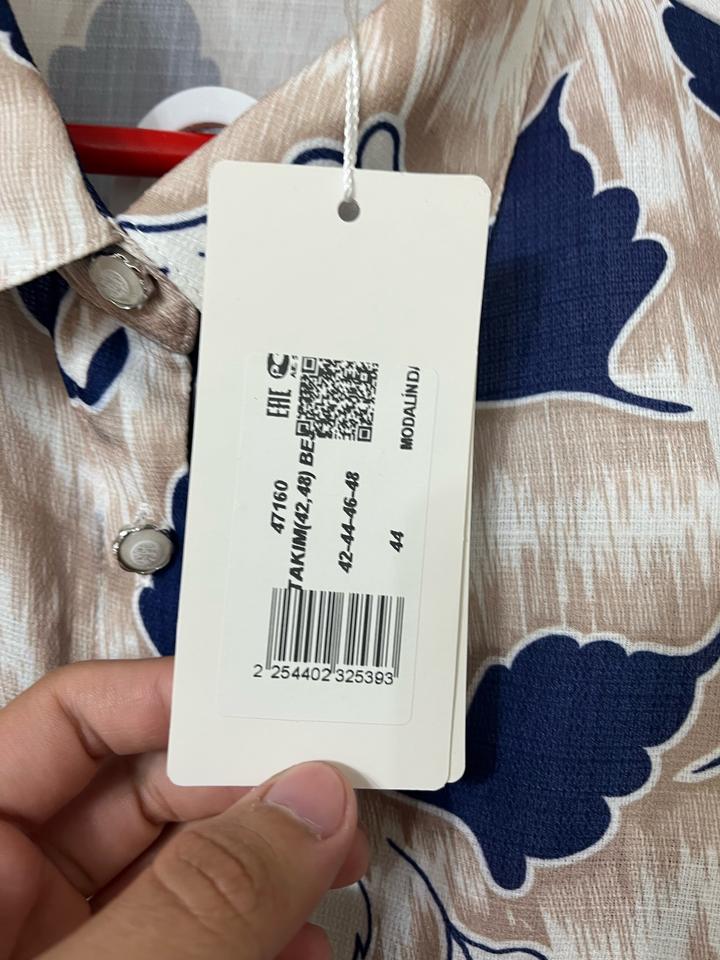 EAC
47160
TAKIM(42,48) BE
42-44-46-48
MODALİNDA
44
2 254402 325393